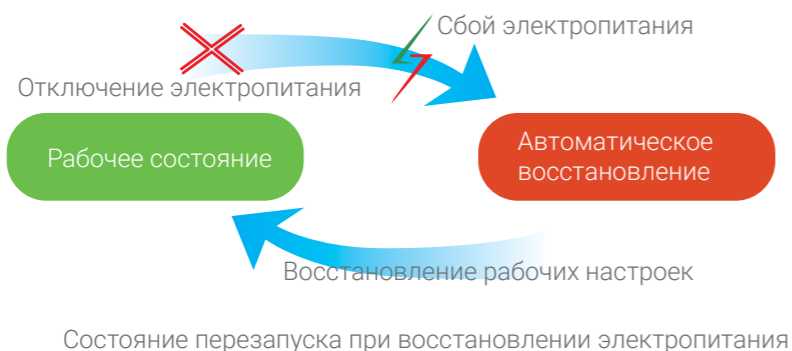 Сбой электропитания
Отключение электропитания
Рабочее состояние
Автоматическое
восстановление
Восстановление рабочих настроек
Состояние перезапуска при восстановлении электропитания